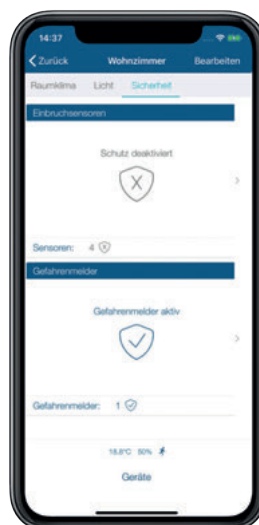 14:37
Zurück Wohnzimmer Bearbeiten
Raumklima Licht Sicherheit
Einbruchsensoren
Schutz deaktiviert
Sensoren: 4
Gefahrenmelder
Gefahrenmelder aktiv
Gefahrenmelder: 1
18.8°C 50%
Geräte